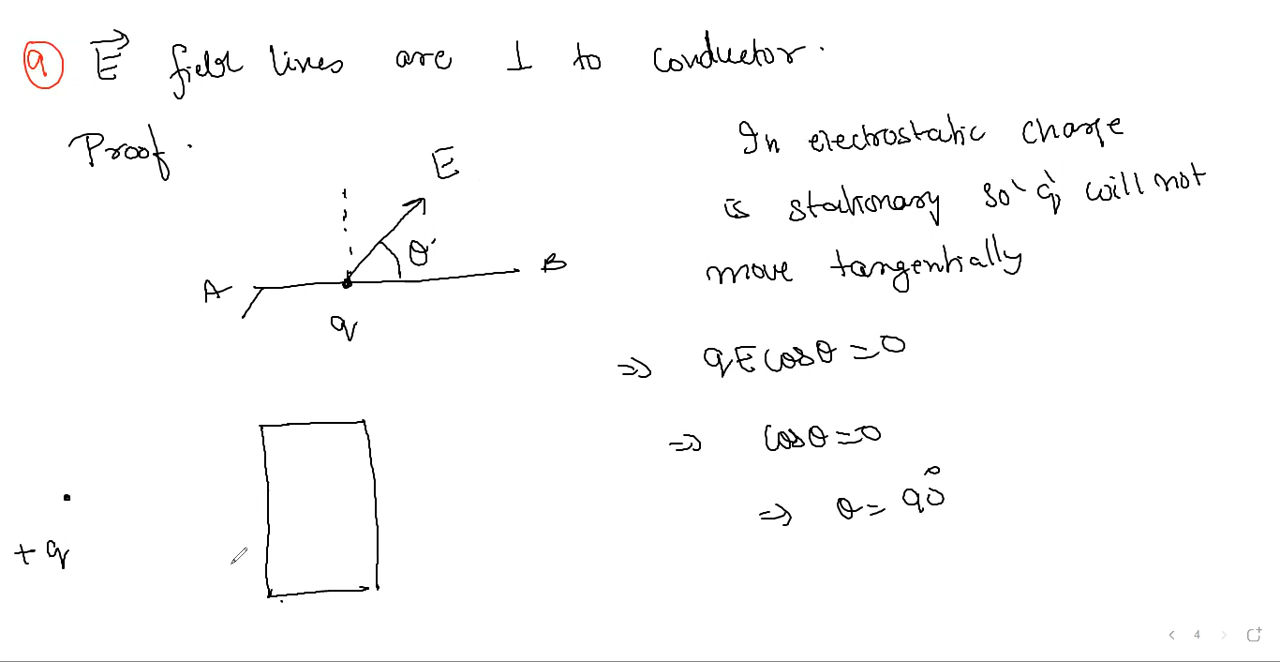 9 E⃗ field lines are ⊥ to conductor.
Proof.
E
θ
A B
q
In electrostatic charge
is stationary so 'q' will not
move tangentially
⇒ qE cosθ = 0
⇒ cosθ = 0
⇒ θ = 90°
+q
< 4 >